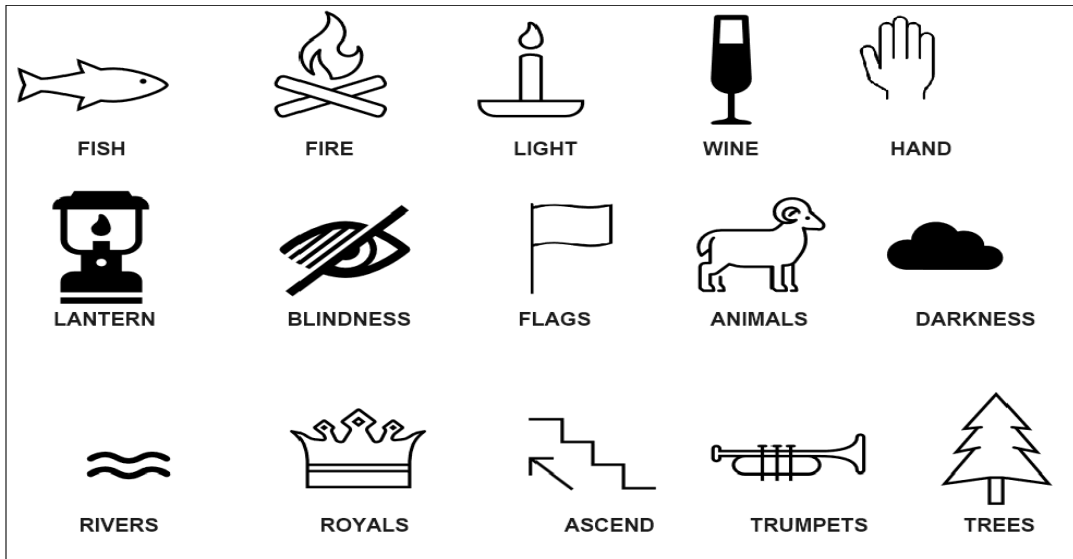 FISH FIRE LIGHT WINE HAND
LANTERN BLINDNESS FLAGS ANIMALS DARKNESS
RIVERS ROYALS ASCEND TRUMPETS TREES